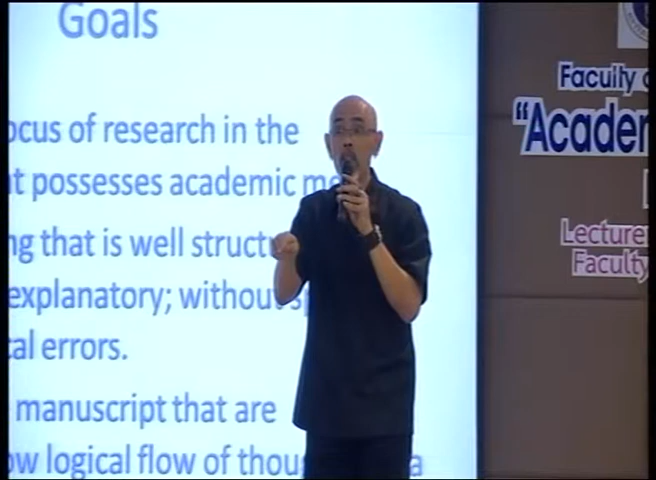 Goals
ocus of research in the
t possesses academic m
ng that is well struct
explanatory; without s
cal errors.
manuscript that are
ow logical flow of thou a
Faculty
"Academ
Lecture
Faculty